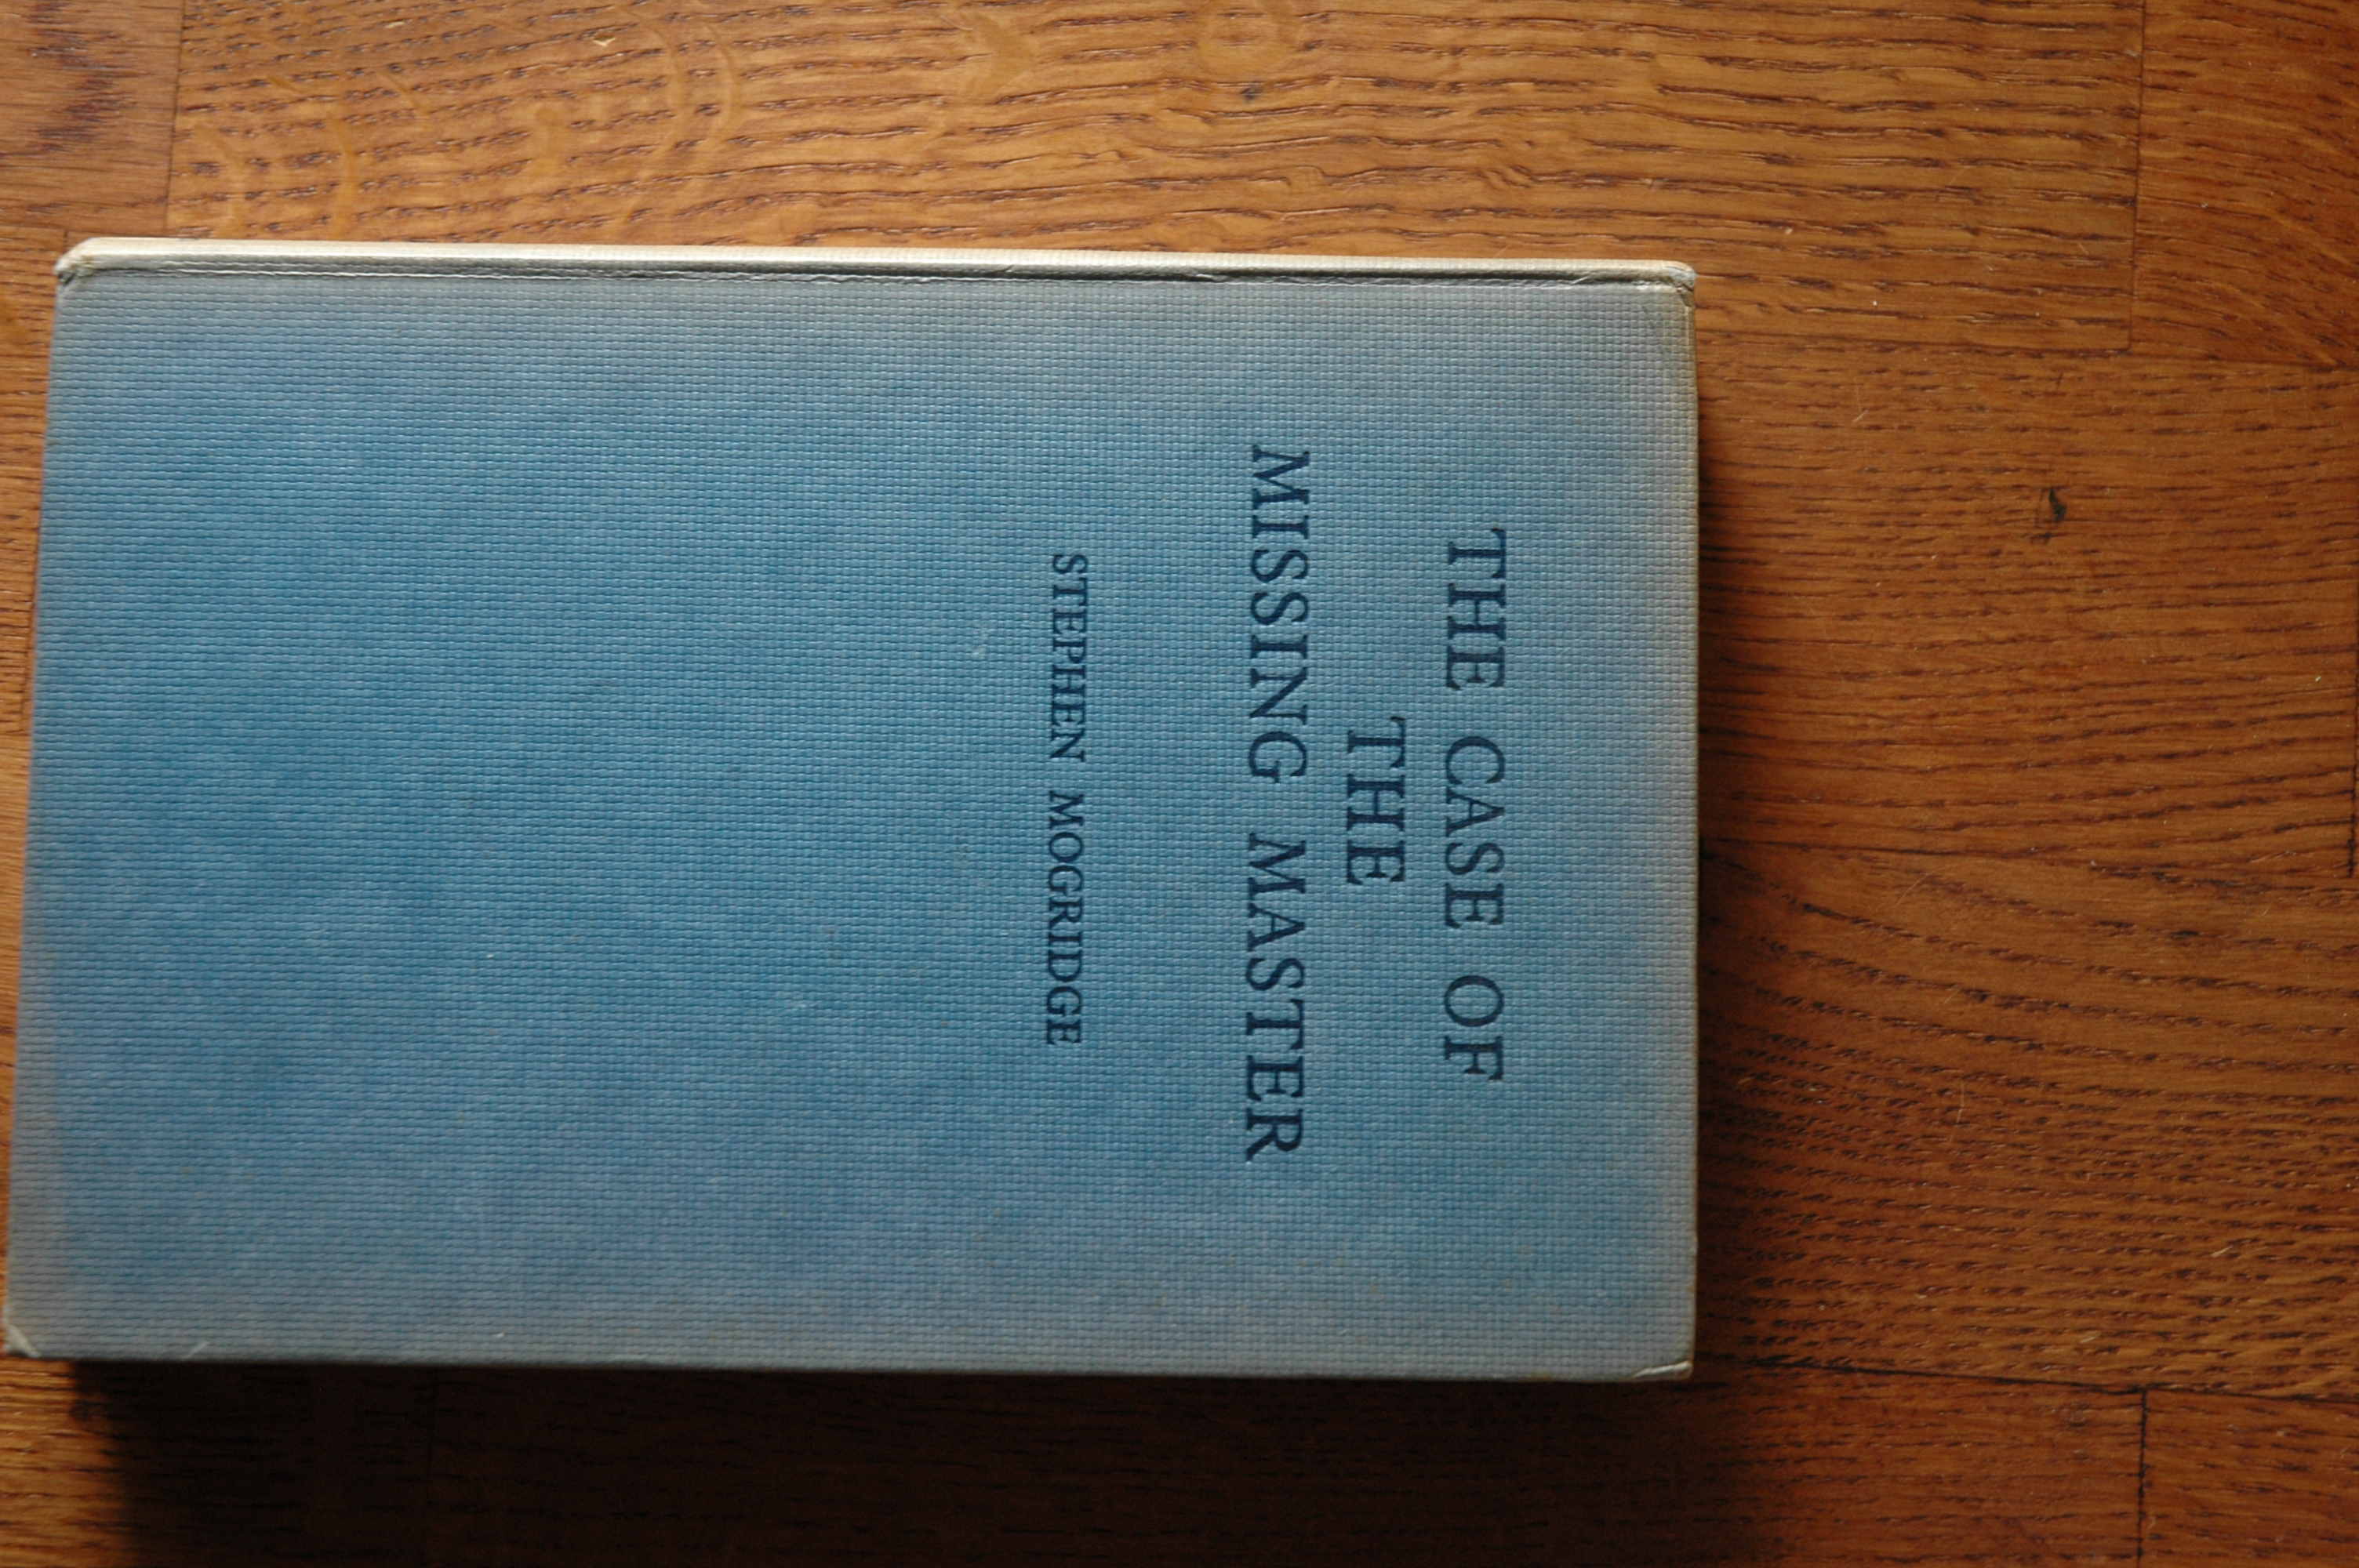 THE CASE OF
THE
MISSING MASTER
STEPHEN MOGRIDGE